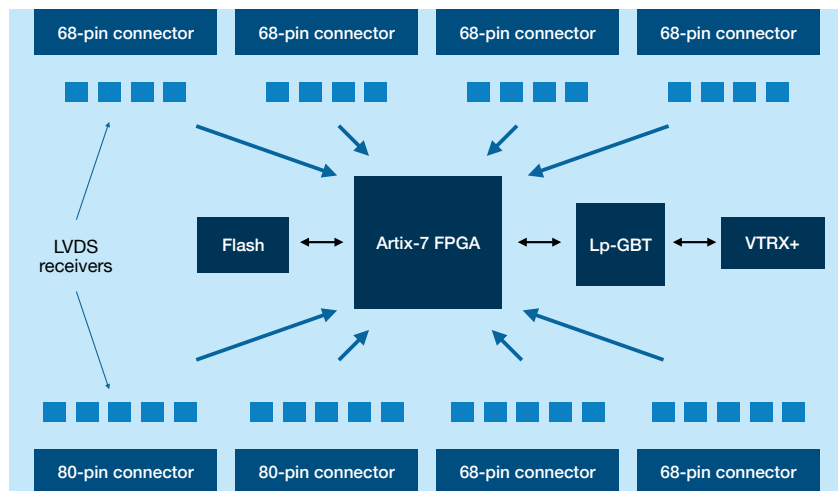 68-pin connector
68-pin connector
68-pin connector
68-pin connector
LVDS
receivers
Flash
Artix-7 FPGA
Lp-GBT
VTRX+
80-pin connector
80-pin connector
68-pin connector
68-pin connector